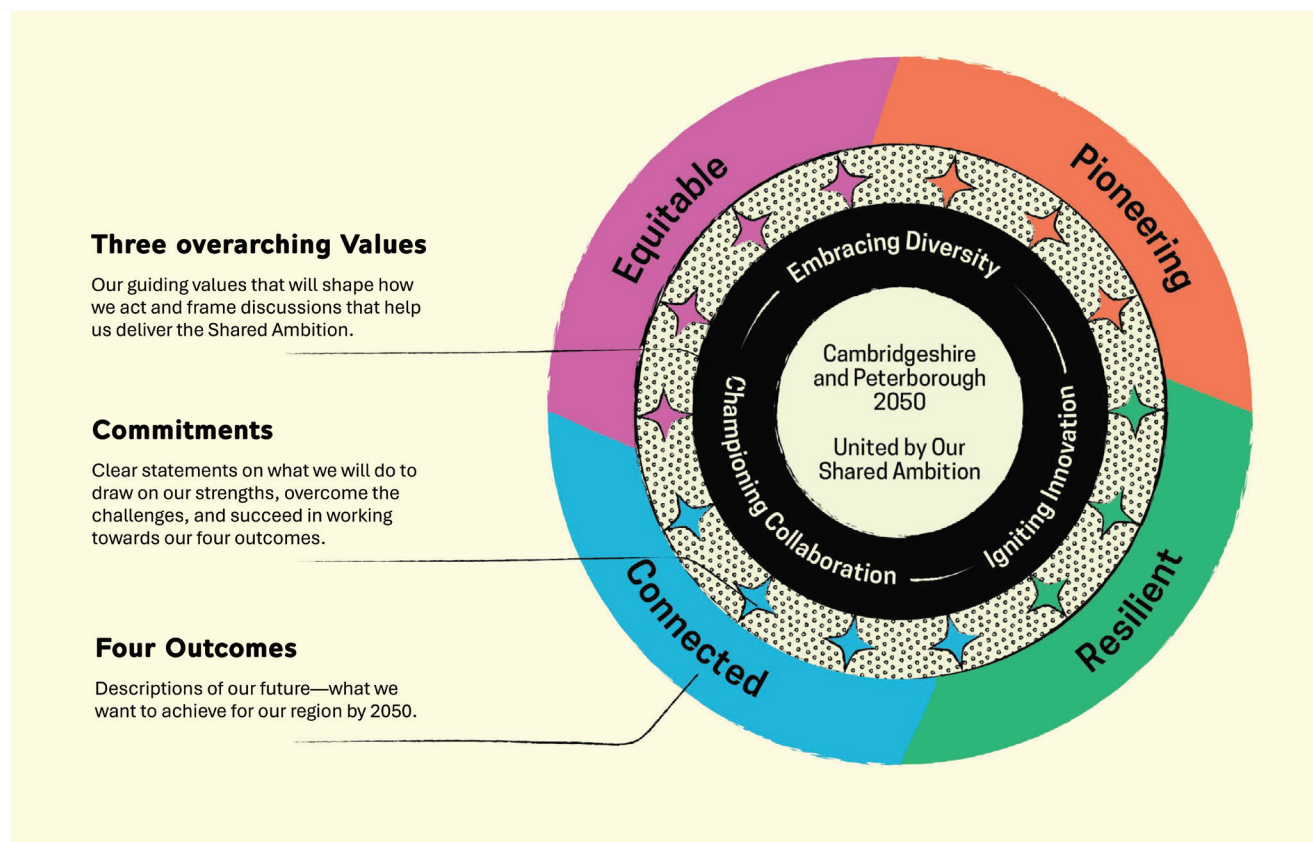 Three overarching Values
Our guiding values that will shape how
we act and frame discussions that help
us deliver the Shared Ambition.
Commitments
Clear statements on what we will do to
draw on our strengths, overcome the
challenges, and succeed in working
towards our four outcomes.
Four Outcomes
Descriptions of our future—what we
want to achieve for our region by 2050.
Equitable
Pioneering
Resilient
Connected
Embracing Diversity
Igniting Innovation
Championing Collaboration
Cambridgeshire
and Peterborough
2050
United by Our
Shared Ambition